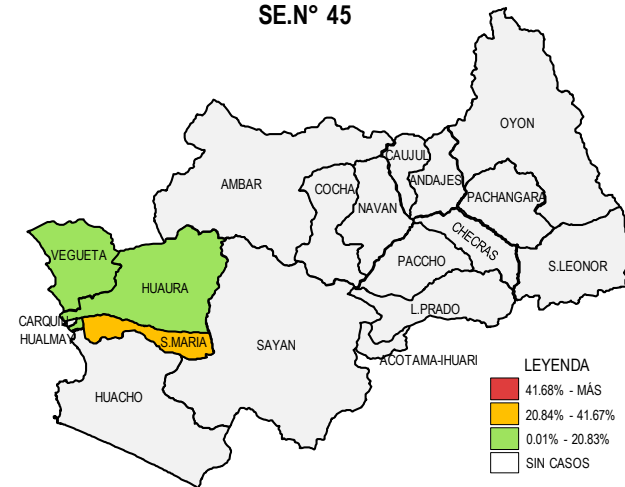 SE.N° 45
OYON
CAUJUL
AMBAR
COCHA
ANDAJES
NAVAN
PACHANGARA
CHECRAS
VEGUETA
PACCHO
S.LEONOR
HUAURA
L.PRADO
CARQUIN
HUALMAY
S.MARIA
SAYAN
ACOTAMA-IHUARI
HUACHO
LEYENDA
41.68% - MÁS
20.84% - 41.67%
0.01% - 20.83%
SIN CASOS